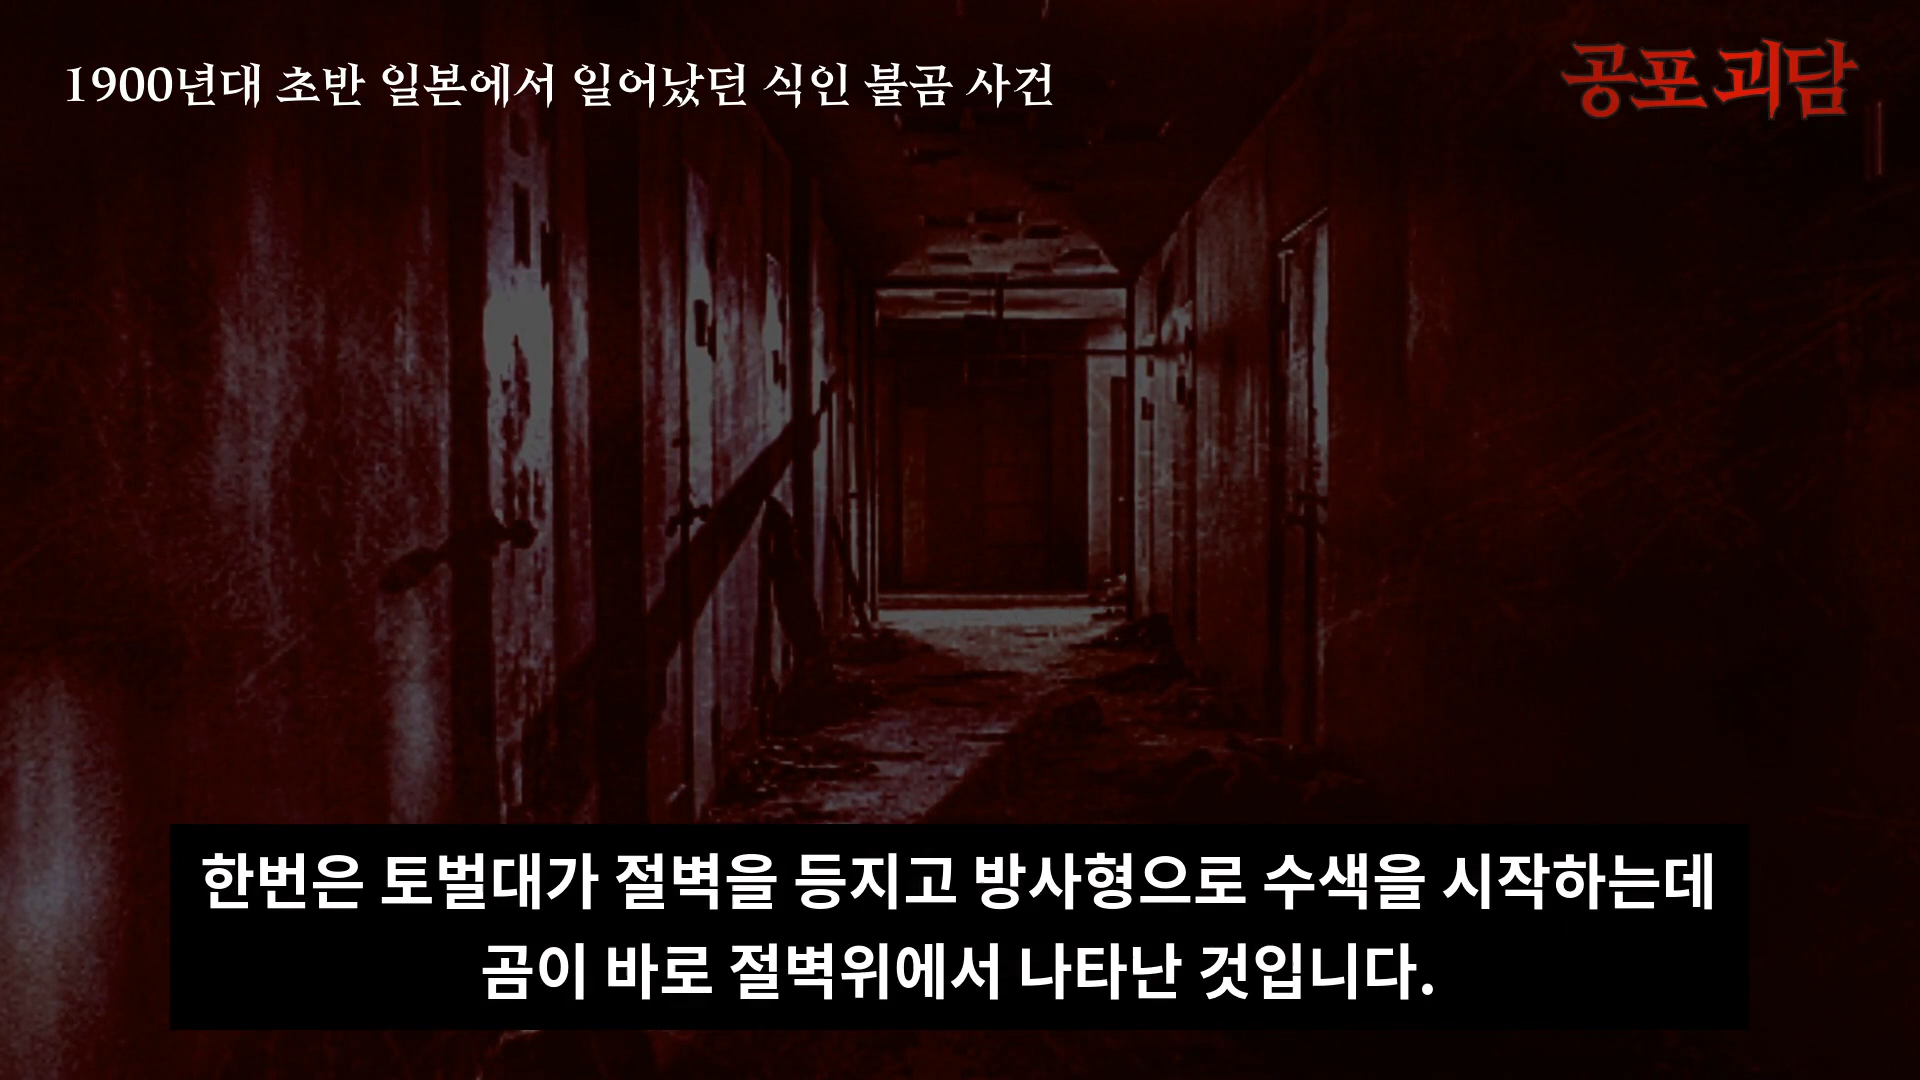 1900년대 초반 일본에서 일어났던 식인 불곰 사건
공포 괴담
한번은 토벌대가 절벽을 등지고 방사형으로 수색을 시작하는데
곰이 바로 절벽위에서 나타난 것입니다.